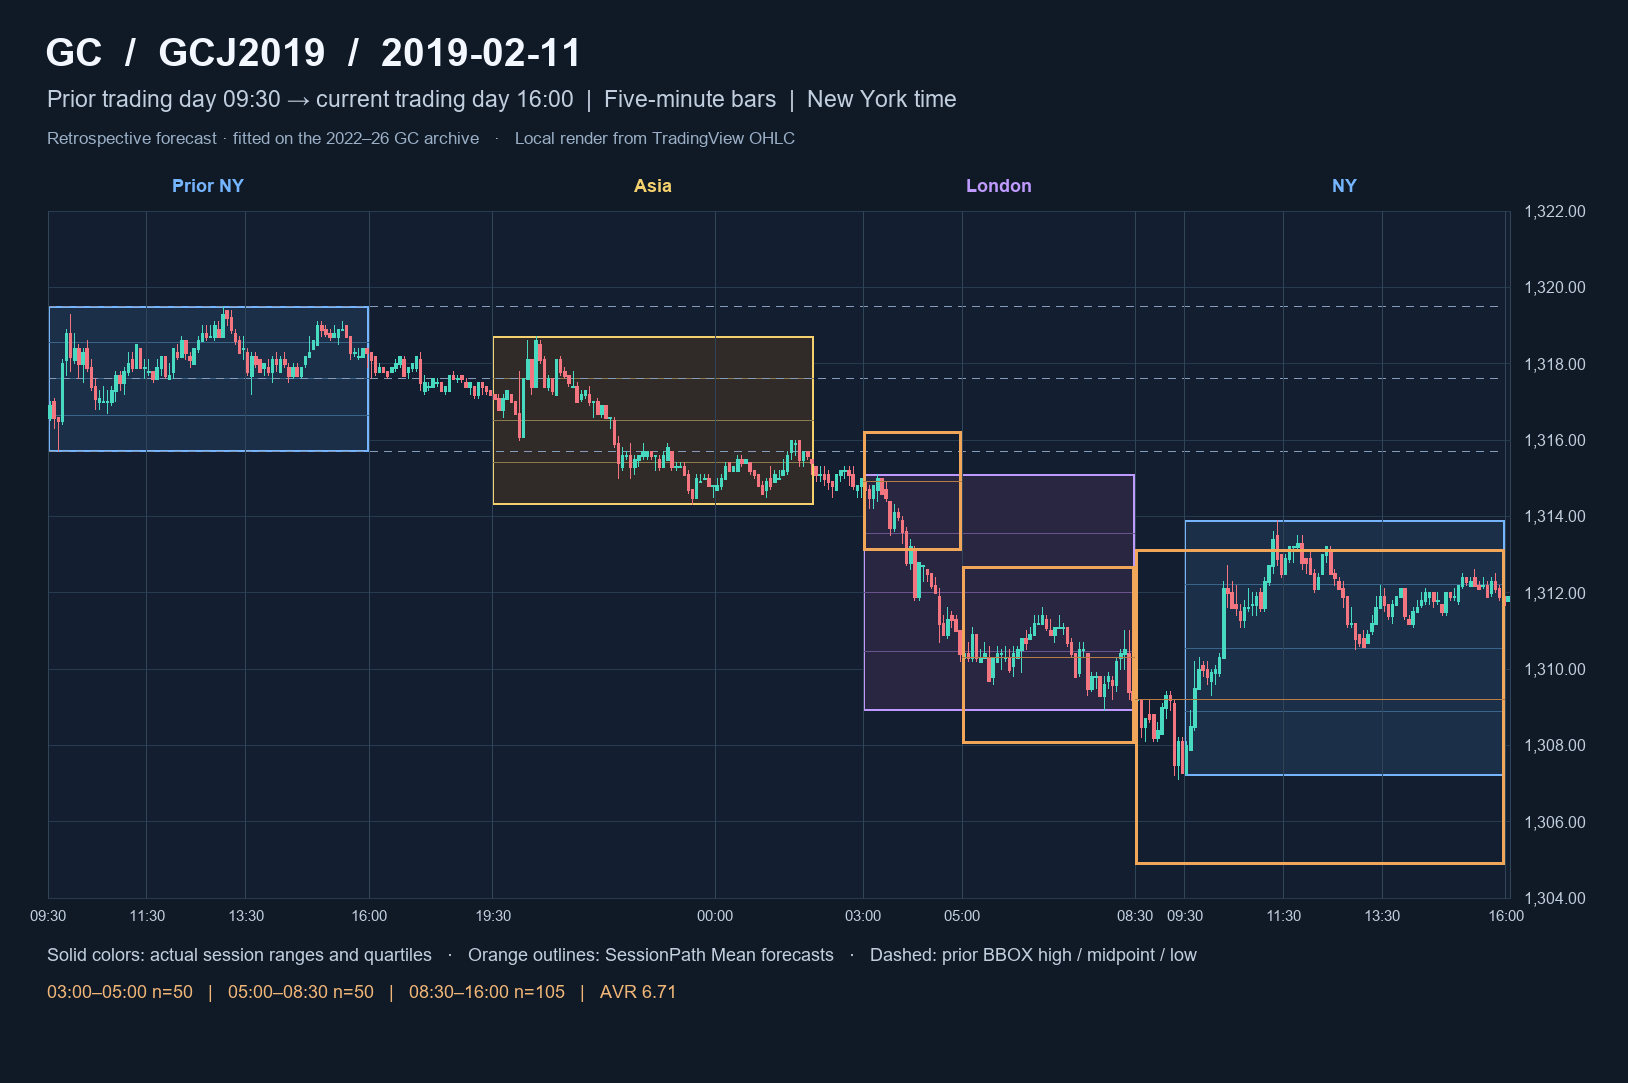 GC / GCJ2019 / 2019-02-11
Prior trading day 09:30 → current trading day 16:00 | Five-minute bars | New York time
Retrospective forecast · fitted on the 2022–26 GC archive · Local render from TradingView OHLC
Prior NY Asia London NY
1,322.00
1,320.00
1,318.00
1,316.00
1,314.00
1,312.00
1,310.00
1,308.00
1,306.00
1,304.00
09:30 11:30 13:30 16:00 19:30 00:00 03:00 05:00 08:30 09:30 11:30 13:30 16:00
Solid colors: actual session ranges and quartiles · Orange outlines: SessionPath Mean forecasts · Dashed: prior BBOX high / midpoint / low
03:00–05:00 n=50 | 05:00–08:30 n=50 | 08:30–16:00 n=105 | AVR 6.71